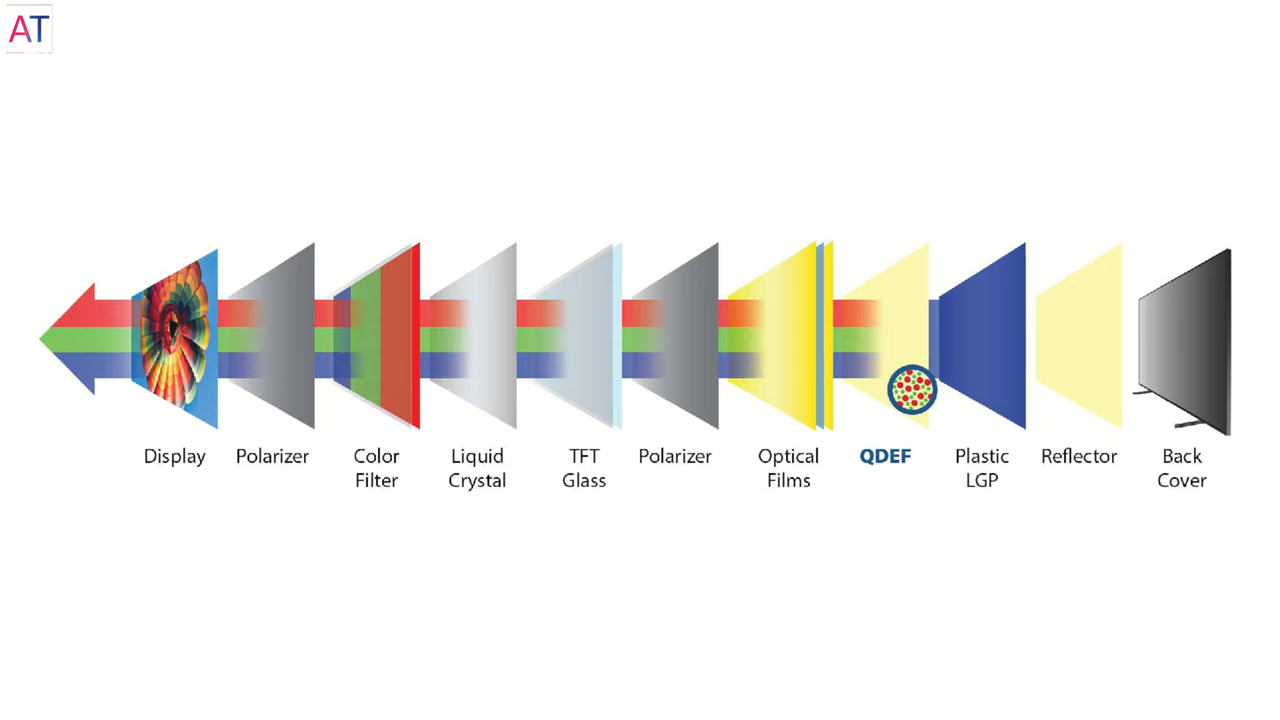 AT
Display
Polarizer
Color
Filter
Liquid
Crystal
TFT
Glass
Polarizer
Optical
Films
QDEF
Plastic
LGP
Reflector
Back
Cover